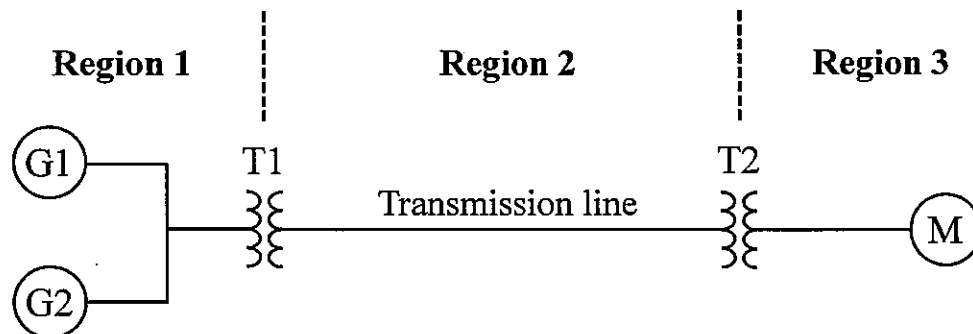 Region 1
Region 2
Region 3
G1
T1
T2
Transmission line
M
G2